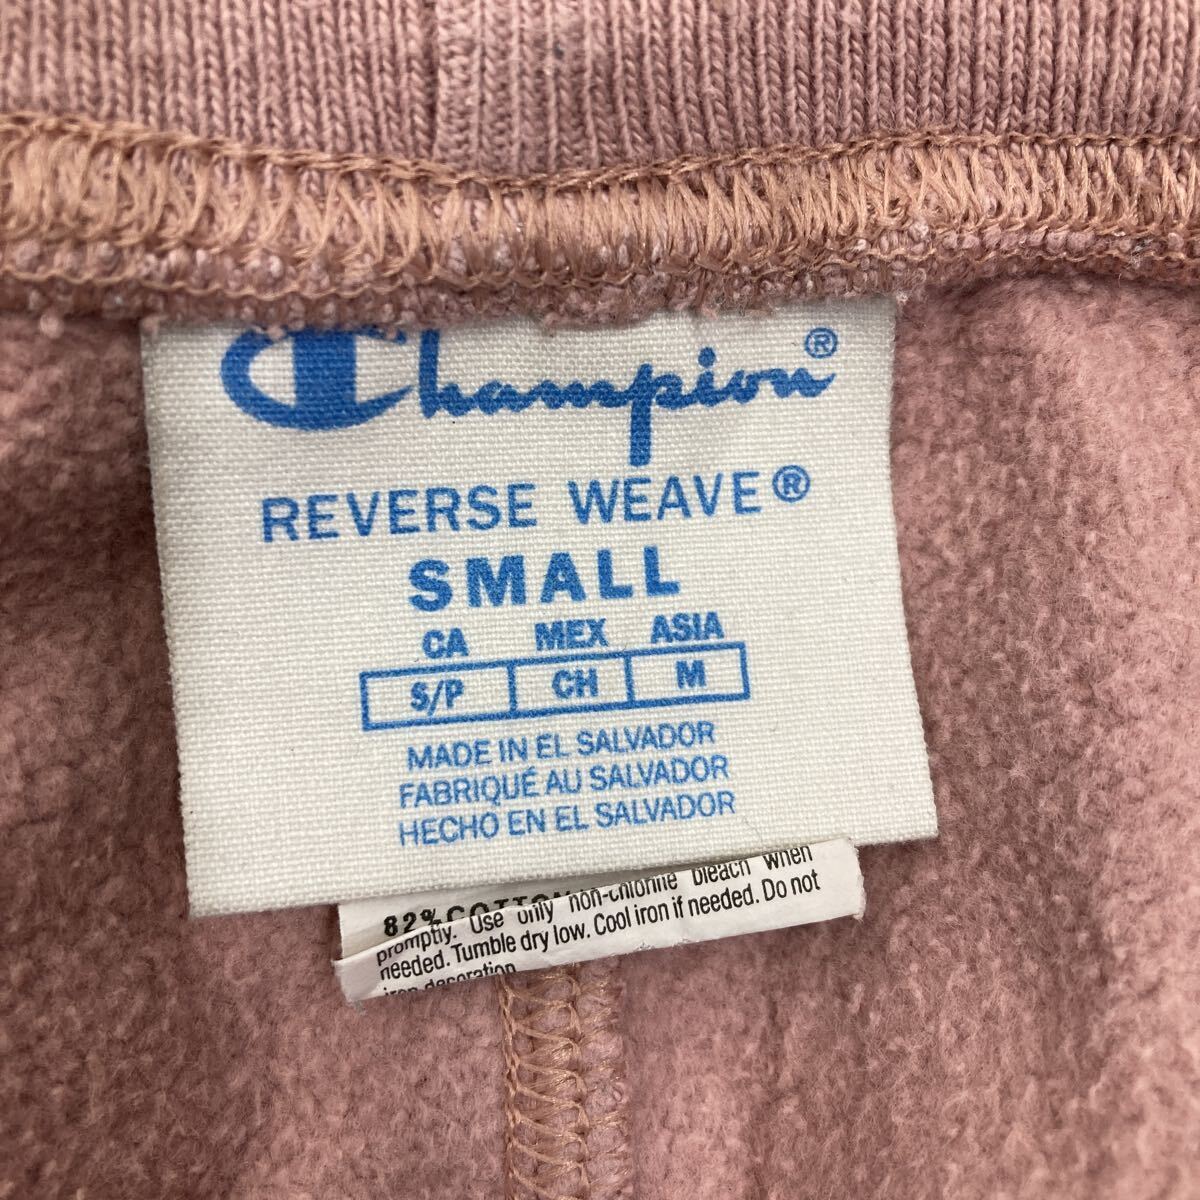 Champion®
REVERSE WEAVE®
SMALL
CA MEX ASIA
S/P CH M
MADE IN EL SALVADOR
FABRIQUÉ AU SALVADOR
HECHO EN EL SALVADOR
82% COTTON
promptly. Use only non-chlorine bleach when
needed. Tumble dry low. Cool iron if needed. Do not
iron decoration